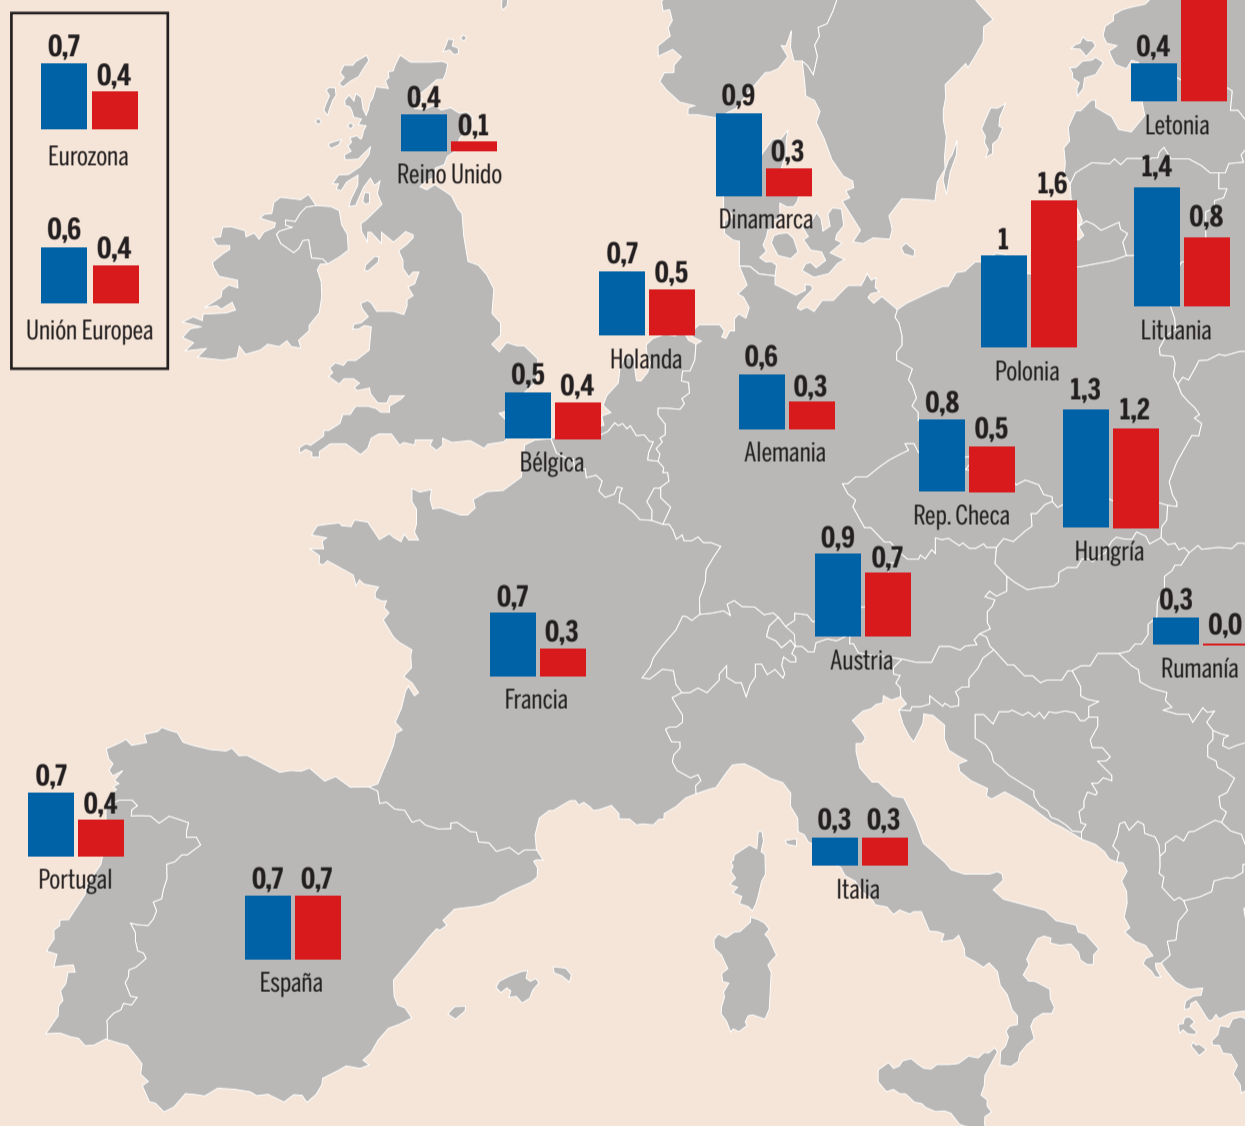 0,7 0,4
Eurozona
0,6 0,4
Unión Europea
0,4 0,1
Reino Unido
0,9 0,3
Dinamarca
0,4
Letonia
1,4 0,8
Lituania
1 1,6
Polonia
0,7 0,5
Holanda
0,5 0,4
Bélgica
0,6 0,3
Alemania
0,8 0,5
Rep. Checa
1,3 1,2
Hungría
0,9 0,7
Austria
0,3 0,0
Rumanía
0,7 0,3
Francia
0,7 0,4
Portugal
0,7 0,7
España
0,3 0,3
Italia